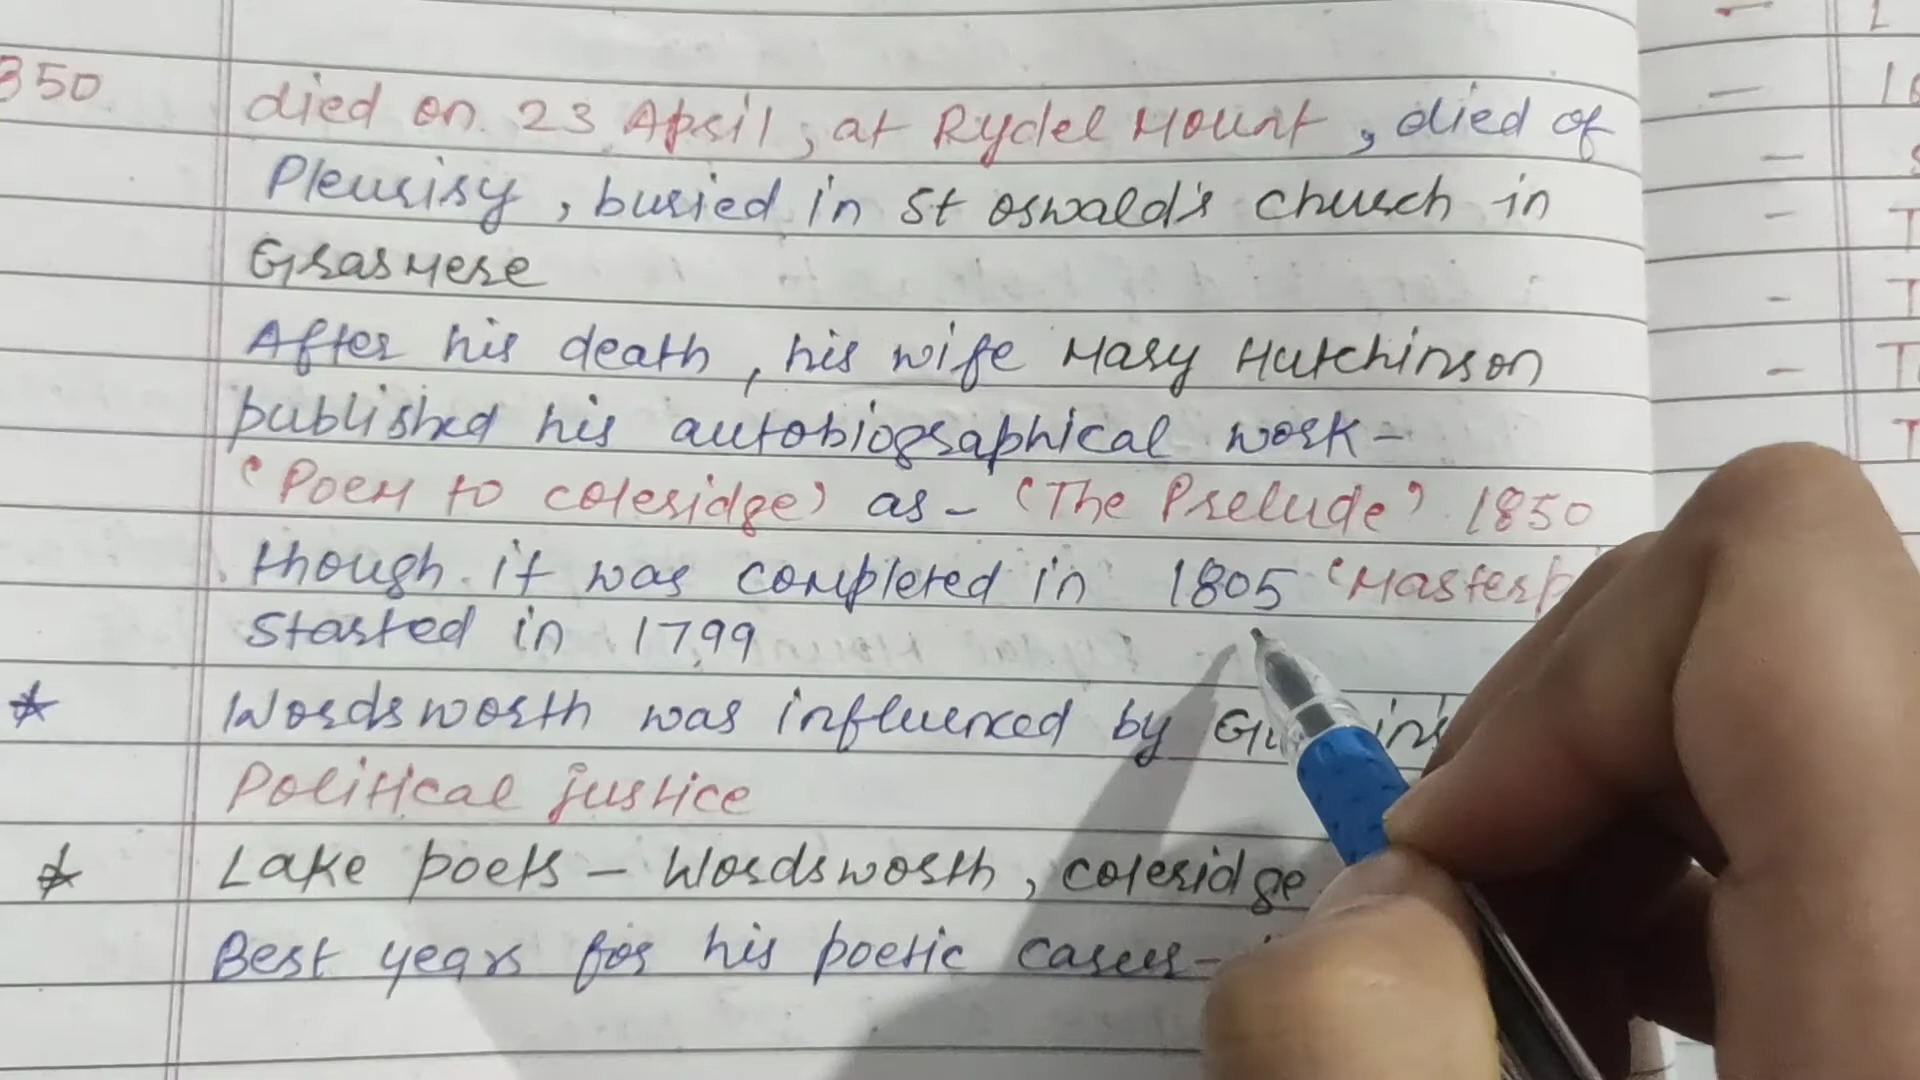 350 died on 23 April, at Rydel Mount, died of
Pleurisy, buried in St Oswald's church in
Grasmere
After his death, his wife Mary Hutchinson
published his autobiographical work -
'Poem to coleridge' as - 'The Prelude' 1850
though it was completed in 1805 'Masterp
Started in 1799
* Wordsworth was influenced by
Political justice
* Lake poets - Wordsworth, coleridge
Best years for his poetic career -